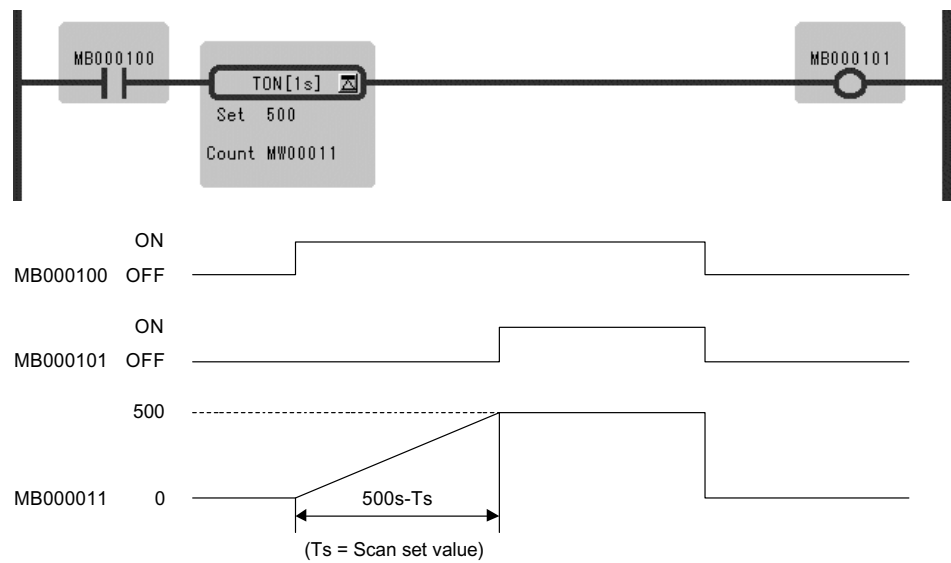 MB000100
MB000101
TON[1s]
Set 500
Count MW00011
ON
MB000100 OFF
ON
MB000101 OFF
500
MB000011 0
500s-Ts
(Ts = Scan set value)